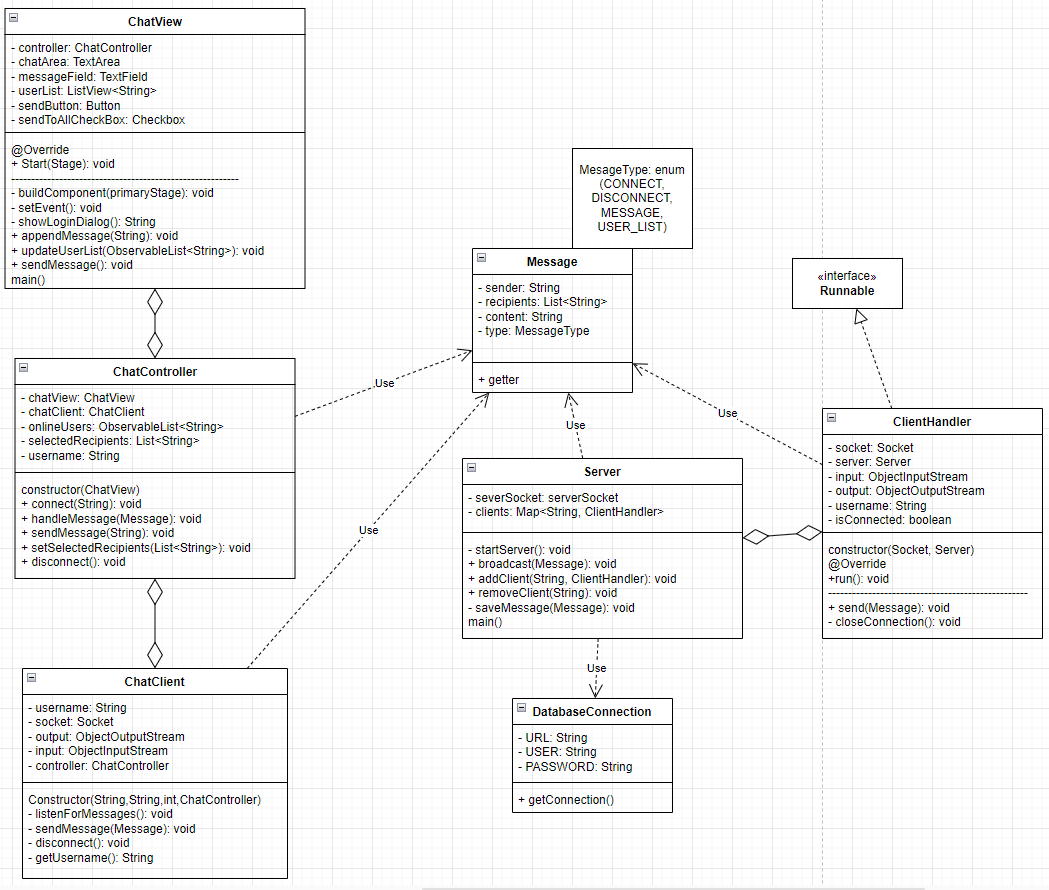 ChatView
- controller: ChatController
- chatArea: TextArea
- messageField: TextField
- userList: ListView<String>
- sendButton: Button
- sendToAllCheckBox: Checkbox
@Override
+ Start(Stage): void
--------------------------------------------------------
- buildComponent(primaryStage): void
- setEvent(): void
- showLoginDialog(): String
+ appendMessage(String): void
+ updateUserList(ObservableList<String>): void
+ sendMessage(): void
main()
MesageType: enum
(CONNECT,
DISCONNECT,
MESSAGE,
USER_LIST)
Message
- sender: String
- recipients: List<String>
- content: String
- type: MessageType
+ getter
«interface»
Runnable
ChatController
- chatView: ChatView
- chatClient: ChatClient
- onlineUsers: ObservableList<String>
- selectedRecipients: List<String>
- username: String
constructor(ChatView)
+ connect(String): void
+ handleMessage(Message): void
+ sendMessage(String): void
+ setSelectedRecipients(List<String>): void
+ disconnect(): void
Use
Use
Use
Use
ClientHandler
- socket: Socket
- server: Server
- input: ObjectInputStream
- output: ObjectOutputStream
- username: String
- isConnected: boolean
constructor(Socket, Server)
@Override
+run(): void
--------------------------------------------------
+ send(Message): void
- closeConnection(): void
Server
- severSocket: serverSocket
- clients: Map<String, ClientHandler>
- startServer(): void
+ broadcast(Message): void
+ addClient(String, ClientHandler): void
+ removeClient(String): void
- saveMessage(Message): void
main()
Use
ChatClient
- username: String
- socket: Socket
- output: ObjectOutputStream
- input: ObjectInputStream
- controller: ChatController
Constructor(String,String,int,ChatController)
- listenForMessages(): void
- sendMessage(Message): void
- disconnect(): void
- getUsername(): String
DatabaseConnection
- URL: String
- USER: String
- PASSWORD: String
+ getConnection()